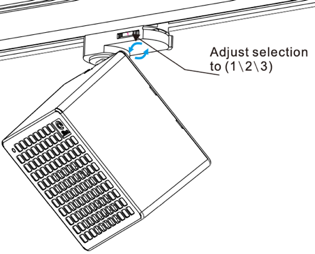 Adjust selection
to (1\2\3)